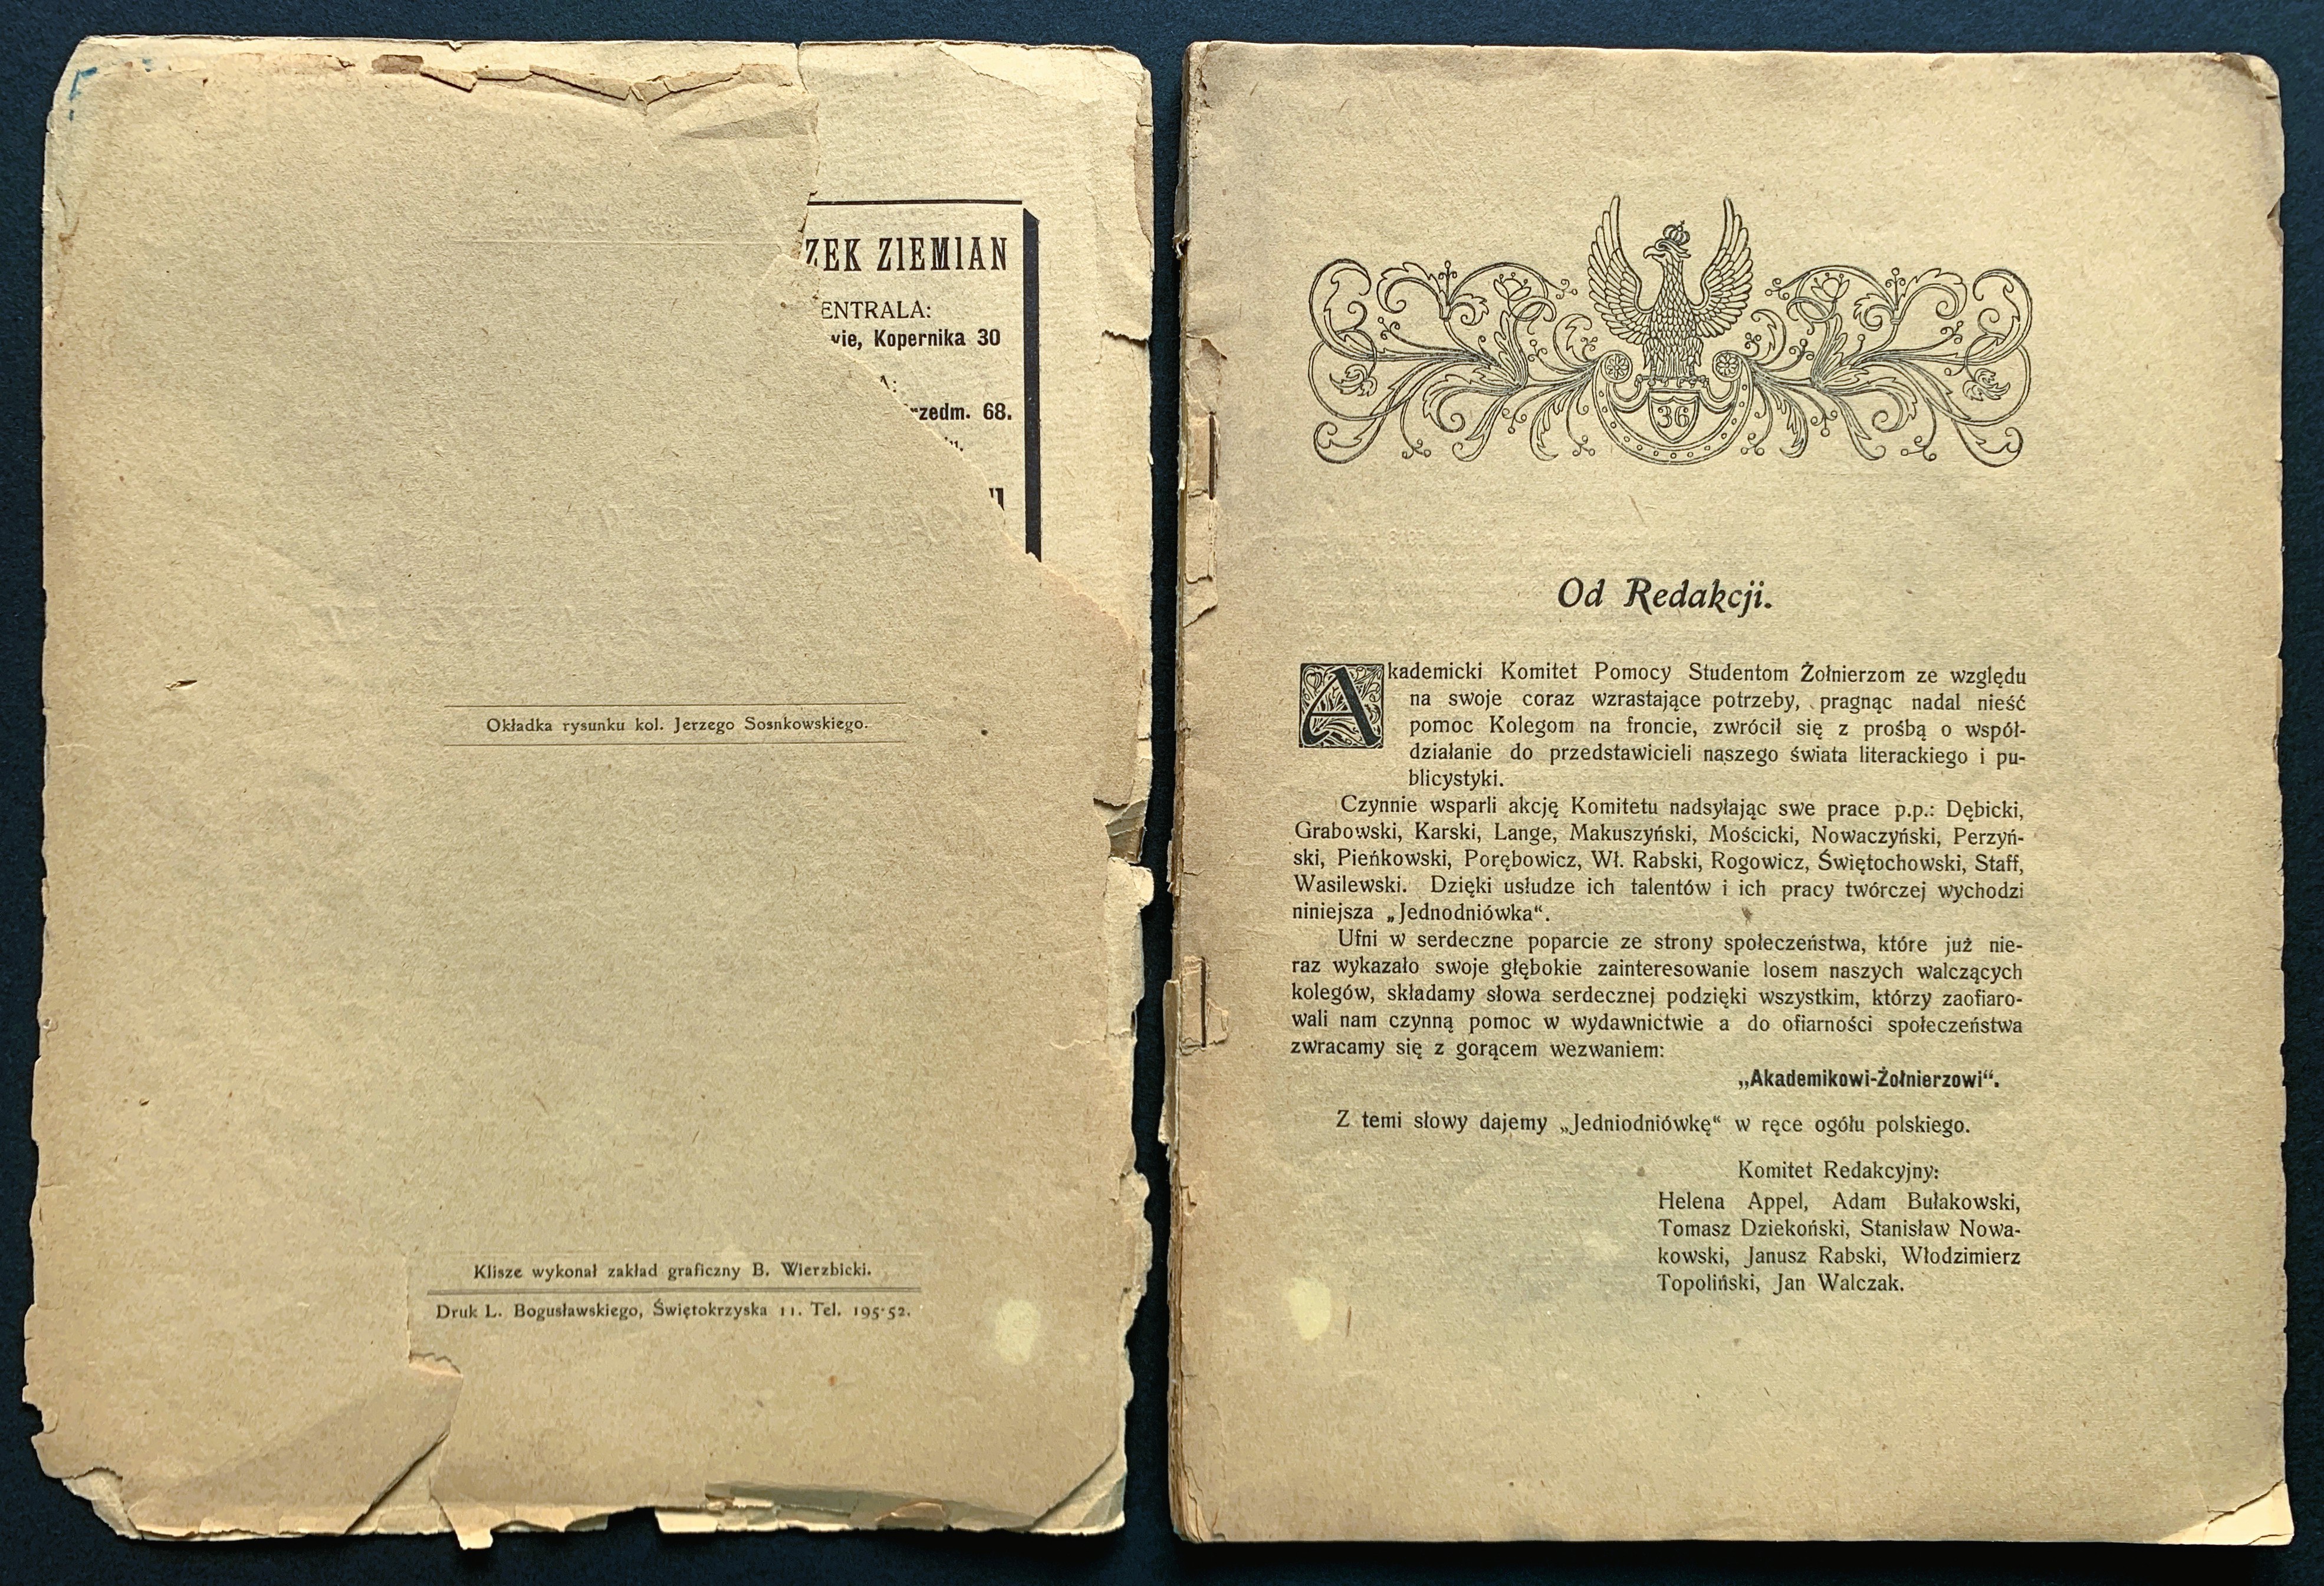 ZEK ZIEMIAN
ENTRALA:
wie, Kopernika 30
A:
rzedm. 68.
Okładka rysunku kol. Jerzego Sosnkowskiego.
Klisze wykonał zakład graficzny B. Wierzbicki.
Druk L. Bogusławskiego, Świętokrzyska 11. Tel. 195-52.
36
Od Redakcji.
Akademicki Komitet Pomocy Studentom Żołnierzom ze względu
na swoje coraz wzrastające potrzeby, pragnąc nadal nieść
pomoc Kolegom na froncie, zwrócił się z prośbą o współ-
działanie do przedstawicieli naszego świata literackiego i pu-
blicystyki.
Czynnie wsparli akcję Komitetu nadsyłając swe prace p.p.: Dębicki,
Grabowski, Karski, Lange, Makuszyński, Mościcki, Nowaczyński, Perzyń-
ski, Pieńkowski, Porębowicz, Wł. Rabski, Rogowicz, Świętochowski, Staff,
Wasilewski. Dzięki usłudze ich talentów i ich pracy twórczej wychodzi
niniejsza „Jednodniówka“.
Ufni w serdeczne poparcie ze strony społeczeństwa, które już nie-
raz wykazało swoje głębokie zainteresowanie losem naszych walczących
kolegów, składamy słowa serdecznej podzięki wszystkim, którzy zaofiaro-
wali nam czynną pomoc w wydawnictwie a do ofiarności społeczeństwa
zwracamy się z gorącem wezwaniem:
„Akademikowi-Żołnierzowi“.
Z temi słowy dajemy „Jedniodniówkę“ w ręce ogółu polskiego.
Komitet Redakcyjny:
Helena Appel, Adam Bułakowski,
Tomasz Dziekoński, Stanisław Nowa-
kowski, Janusz Rabski, Włodzimierz
Topoliński, Jan Walczak.